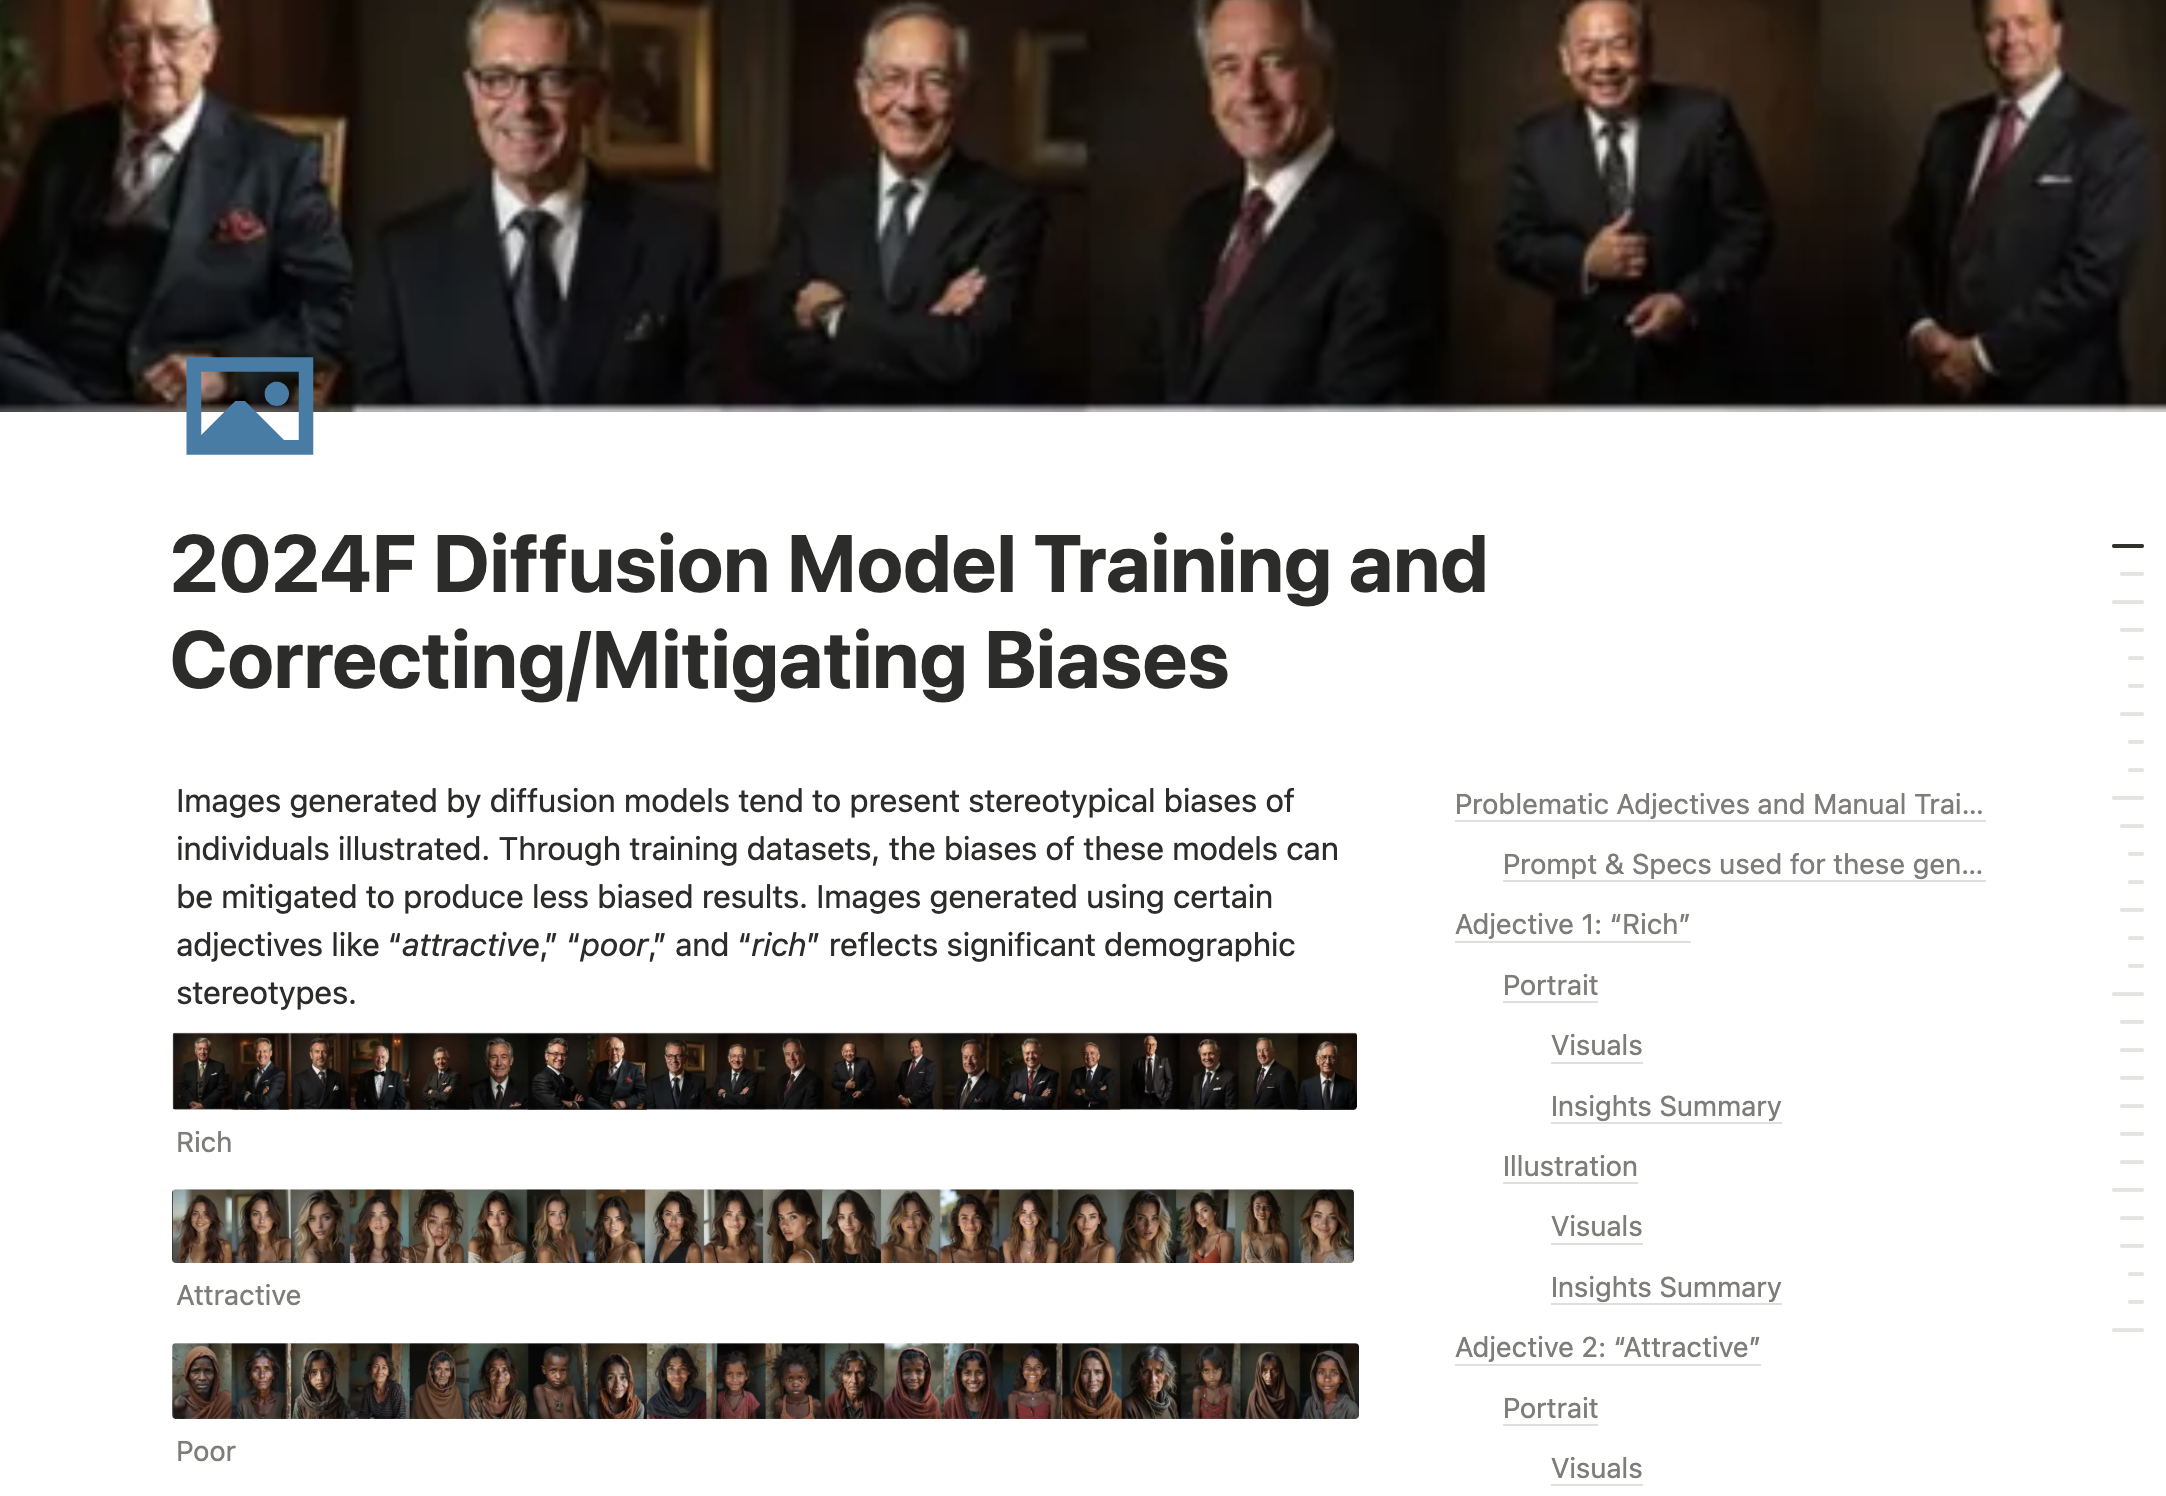 2024F Diffusion Model Training and
Correcting/Mitigating Biases
Images generated by diffusion models tend to present stereotypical biases of
individuals illustrated. Through training datasets, the biases of these models can
be mitigated to produce less biased results. Images generated using certain
adjectives like “attractive,” “poor,” and “rich” reflects significant demographic
stereotypes.
Rich
Attractive
Poor
Problematic Adjectives and Manual Trai...
Prompt & Specs used for these gen...
Adjective 1: “Rich”
Portrait
Visuals
Insights Summary
Illustration
Visuals
Insights Summary
Adjective 2: “Attractive”
Portrait
Visuals